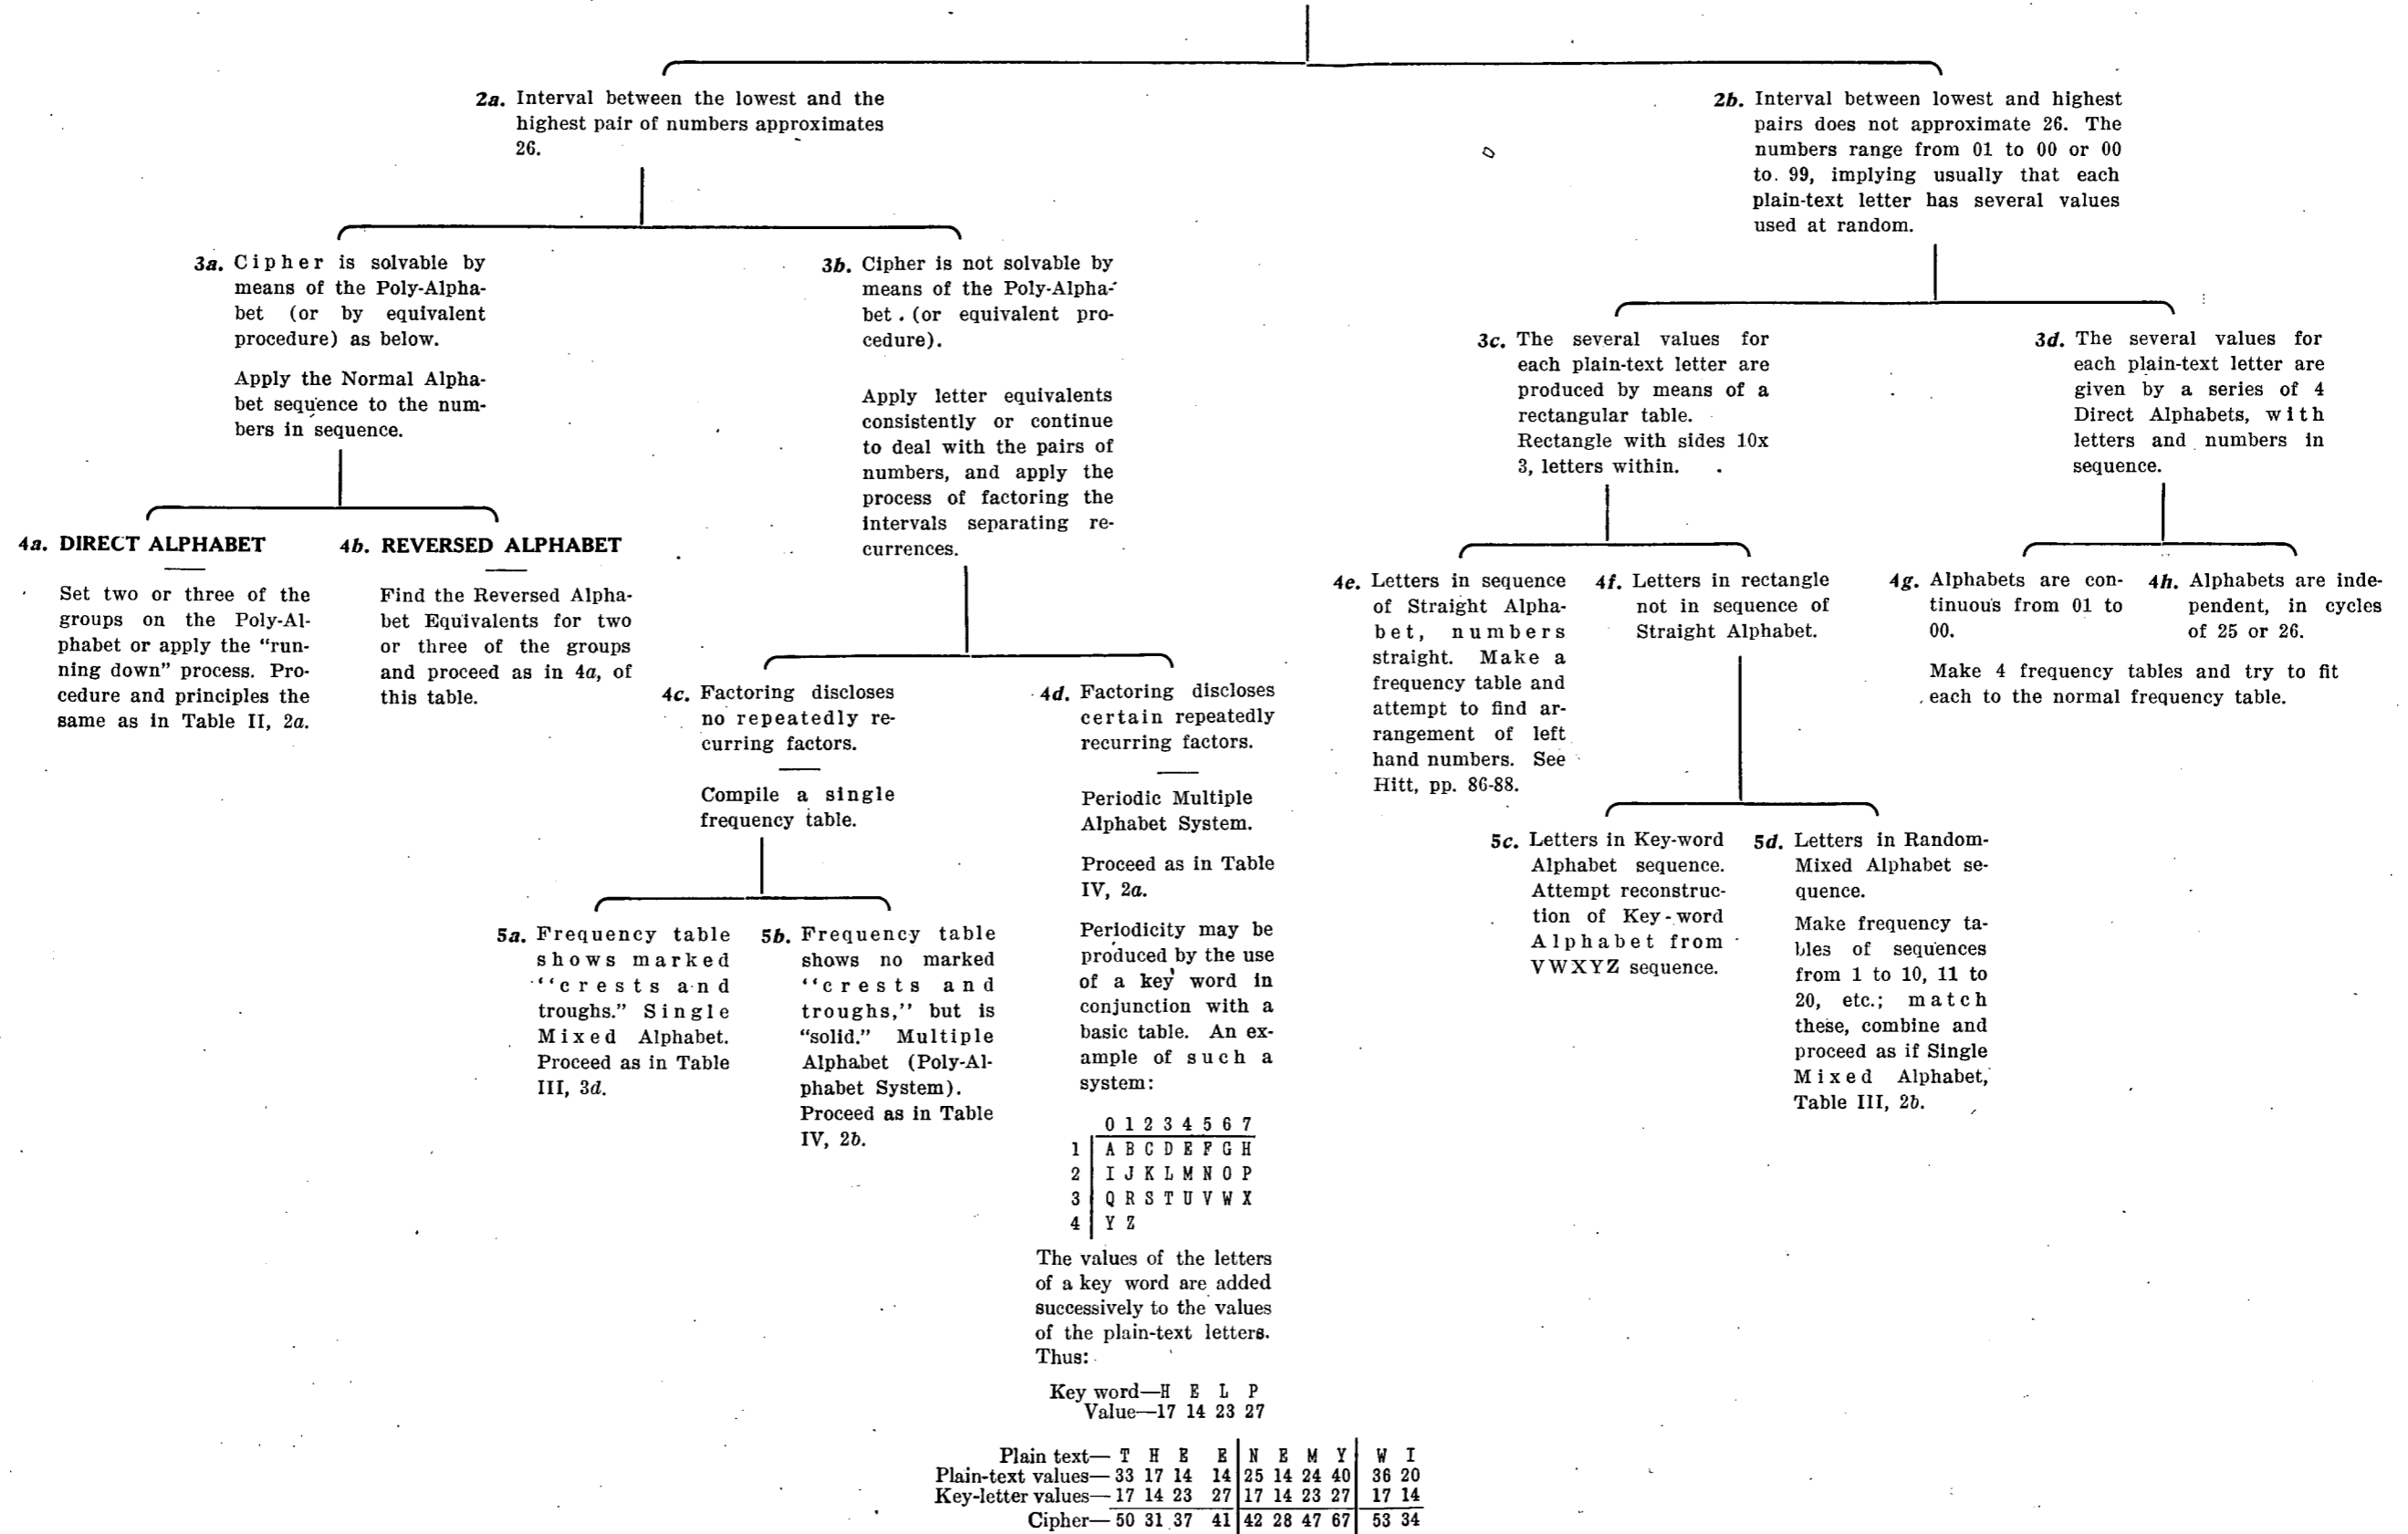 2a. Interval between the lowest and the
highest pair of numbers approximates
26.
2b. Interval between lowest and highest
pairs does not approximate 26. The
numbers range from 01 to 00 or 00
to 99, implying usually that each
plain-text letter has several values
used at random.
3a. Cipher is solvable by
means of the Poly-Alpha-
bet (or by equivalent
procedure) as below.
Apply the Normal Alpha-
bet sequence to the num-
bers in sequence.
3b. Cipher is not solvable by
means of the Poly-Alpha-
bet (or equivalent pro-
cedure).
Apply letter equivalents
consistently or continue
to deal with the pairs of
numbers, and apply the
process of factoring the
intervals separating re-
currences.
3c. The several values for
each plain-text letter are
produced by means of a
rectangular table.
Rectangle with sides 10x
3, letters within.
3d. The several values for
each plain-text letter are
given by a series of 4
Direct Alphabets, with
letters and numbers in
sequence.
4a. DIRECT ALPHABET
Set two or three of the
groups on the Poly-Al-
phabet or apply the "run-
ning down" process. Pro-
cedure and principles the
same as in Table II, 2a.
4b. REVERSED ALPHABET
Find the Reversed Alpha-
bet Equivalents for two
or three of the groups
and proceed as in 4a, of
this table.
4c. Factoring discloses
no repeatedly re-
curring factors.
Compile a single
frequency table.
4d. Factoring discloses
certain repeatedly
recurring factors.
Periodic Multiple
Alphabet System.
Proceed as in Table
IV, 2a.
Periodicity may be
produced by the use
of a key word in
conjunction with a
basic table. An ex-
ample of such a
system:
0 1 2 3 4 5 6 7
1 A B C D E F G H
2 I J K L M N O P
3 Q R S T U V W X
4 Y Z
The values of the letters
of a key word are added
successively to the values
of the plain-text letters.
Thus:
Key word—H E L P
Value—17 14 23 27
Plain text— T H E E N E M Y W I
Plain-text values— 33 17 14 14 25 14 24 40 36 20
Key-letter values— 17 14 23 27 17 14 23 27 17 14
Cipher— 50 31 37 41 42 28 47 67 53 34
4e. Letters in sequence
of Straight Alpha-
bet, numbers
straight. Make a
frequency table and
attempt to find ar-
rangement of left
hand numbers. See
Hitt, pp. 86-88.
4f. Letters in rectangle
not in sequence of
Straight Alphabet.
4g. Alphabets are con-
tinuous from 01 to
00.
4h. Alphabets are inde-
pendent, in cycles
of 25 or 26.
Make 4 frequency tables and try to fit
each to the normal frequency table.
5a. Frequency table
shows marked
"crests and
troughs." Single
Mixed Alphabet.
Proceed as in Table
III, 3d.
5b. Frequency table
shows no marked
"crests and
troughs," but is
"solid." Multiple
Alphabet (Poly-Al-
phabet System).
Proceed as in Table
IV, 2b.
5c. Letters in Key-word
Alphabet sequence.
Attempt reconstruc-
tion of Key-word
Alphabet from
VWXYZ sequence.
5d. Letters in Random-
Mixed Alphabet se-
quence.
Make frequency ta-
bles of sequences
from 1 to 10, 11 to
20, etc.; match
these, combine and
proceed as if Single
Mixed Alphabet,
Table III, 2b.